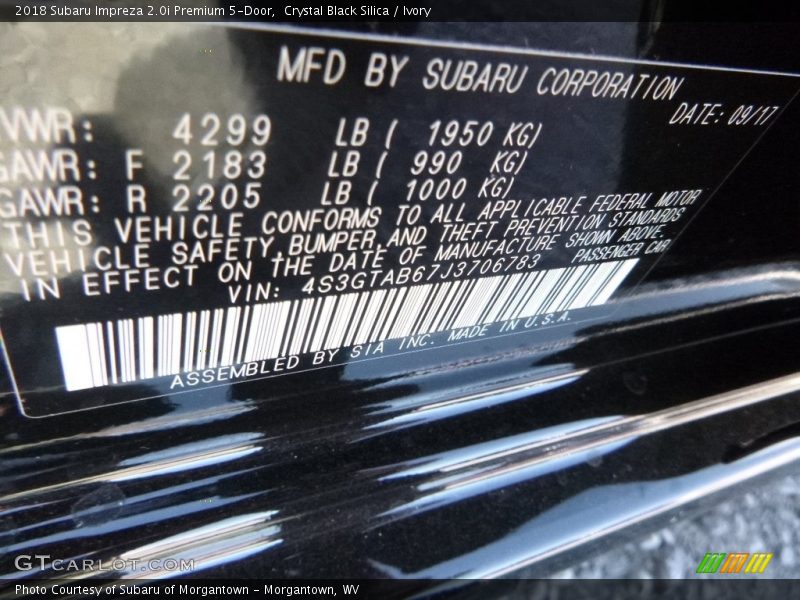 2018 Subaru Impreza 2.0i Premium 5-Door, Crystal Black Silica / Ivory
MFD BY SUBARU CORPORATION
DATE: 09/17
VWR: 4299 LB ( 1950 KG)
GAWR: F 2183 LB ( 990 KG)
GAWR: R 2205 LB ( 1000 KG)
THIS VEHICLE CONFORMS TO ALL APPLICABLE FEDERAL MOTOR
VEHICLE SAFETY, BUMPER, AND THEFT PREVENTION STANDARDS
IN EFFECT ON THE DATE OF MANUFACTURE SHOWN ABOVE.
VIN: 4S3GTAB67J3706783 PASSENGER CAR
ASSEMBLED BY SIA INC. MADE IN U.S.A.
GTCARLOT.COM
Photo Courtesy of Subaru of Morgantown - Morgantown, WV